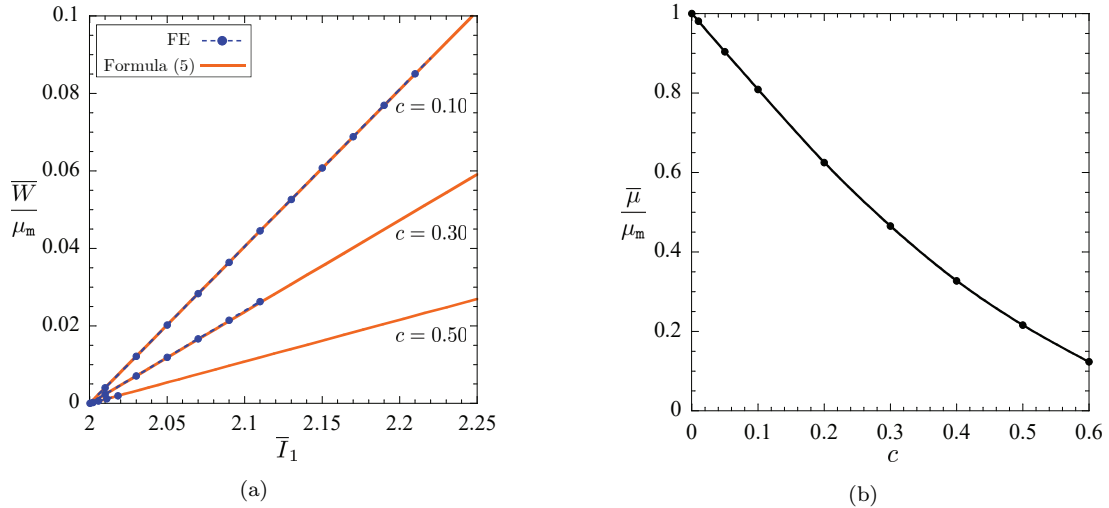 0.1
0.08
0.06
0.04
0.02
0
W̅
μₘ
FE
Formula (5)
c = 0.10
c = 0.30
c = 0.50
2 2.05 2.1 2.15 2.2 2.25
I̅₁
(a)
1
0.8
0.6
0.4
0.2
0
μ̅
μₘ
0 0.1 0.2 0.3 0.4 0.5 0.6
c
(b)